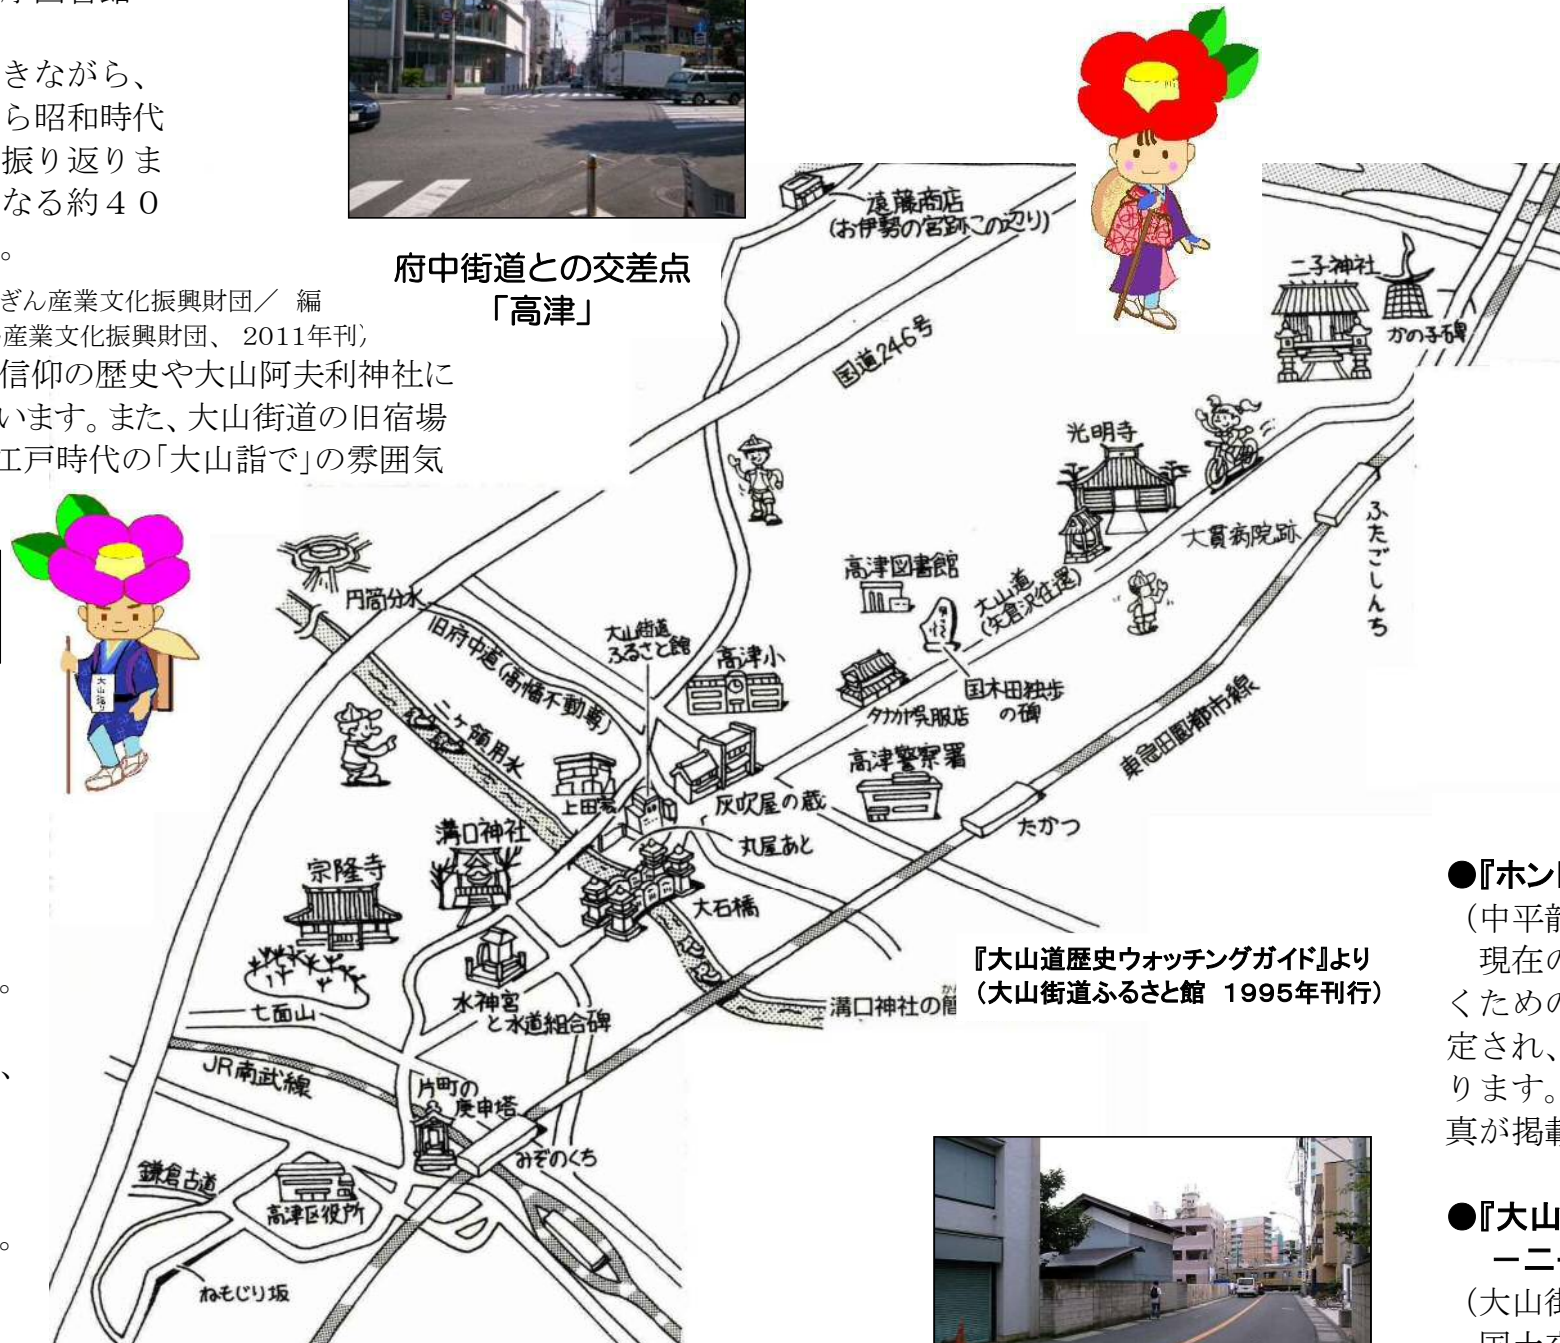 きながら、
ら昭和時代
振り返りま
なる約４０
。
ぎん産業文化振興財団／ 編
産業文化振興財団、 2011年刊）
信仰の歴史や大山阿夫利神社に
います。また、大山街道の旧宿場
江戸時代の「大山詣で」の雰囲気
府中街道との交差点
「高津」
遠藤商店
(お伊勢の宮跡この辺り)
国道246号
二子神社
かの子碑
光明寺
大貫病院跡
ふたごしんち
高津図書館
大山道
(矢倉沢往還)
円筒分水
旧府中道(高幡不動尊)
大山街道
ふるさと館
高津小
国木田独歩
の碑
タナカヤ呉服店
二ケ領用水
高津警察署
東急田園都市線
上田家
灰吹屋の蔵
たかつ
溝口神社
丸屋あと
宗隆寺
大石橋
大山詣り
七面山
水神宮
と水道組合碑
溝口神社の簡
JR南武線
片町の
庚申塔
みぞのくち
鎌倉古道
高津区役所
ねもじり坂
。
、
。
『大山道歴史ウォッチングガイド』より
（大山街道ふるさと館　1995年刊行）
●『ホン
（中平
現在の
くための
定され、
ります。
真が掲
●『大山
ー二
（大山街